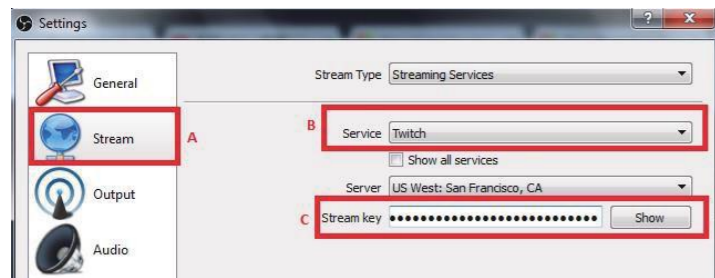 Settings
General
Stream Type Streaming Services
Stream A
B Service Twitch
Show all services
Output
Server US West: San Francisco, CA
C Stream key •••••••••••••••••••••••••••• Show
Audio